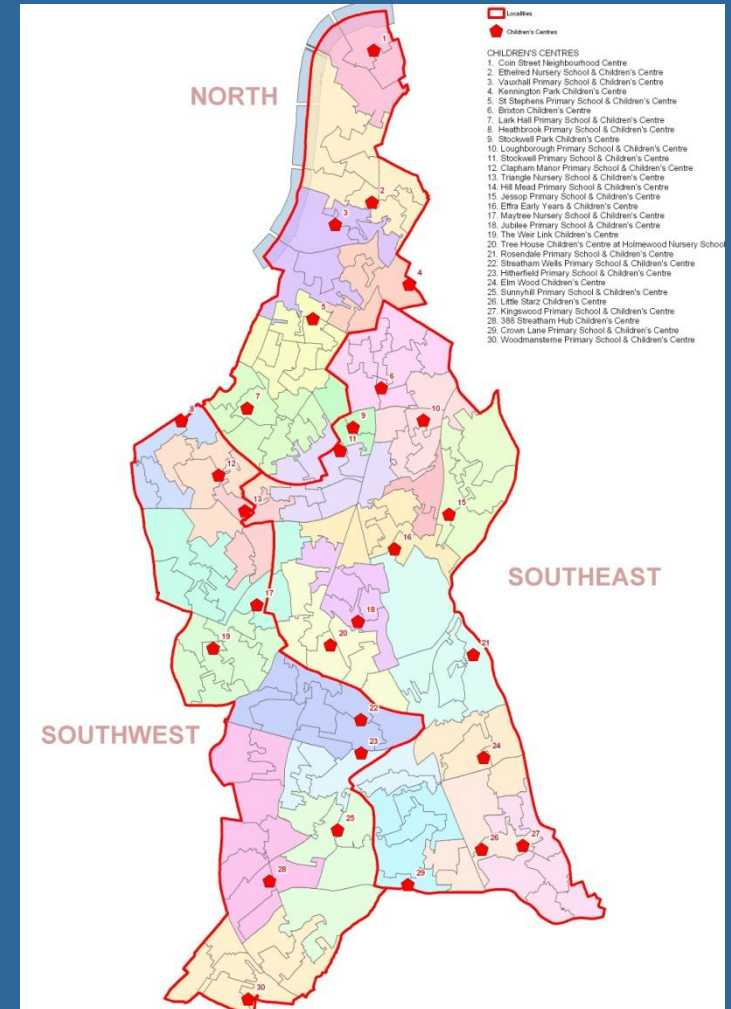 Localities
Children's Centres
CHILDREN'S CENTRES
1. Coin Street Neighbourhood Centre
2. Ethelred Nursery School & Children's Centre
3. Vauxhall Primary School & Children's Centre
4. Kennington Park Children's Centre
5. St Stephens Primary School & Children's Centre
6. Brixton Children's Centre
7. Lark Hall Primary School & Children's Centre
8. Heathbrook Primary School & Children's Centre
9. Stockwell Park Children's Centre
10. Loughborough Primary School & Children's Centre
11. Stockwell Primary School & Children's Centre
12. Clapham Manor Primary School & Children's Centre
13. Triangle Nursery School & Children's Centre
14. Hill Mead Primary School & Children's Centre
15. Jessop Primary School & Children's Centre
16. Effra Early Years & Children's Centre
17. Maytree Nursery School & Children's Centre
18. Jubilee Primary School & Children's Centre
19. The Weir Link Children's Centre
20. Tree House Children's Centre at Holmewood Nursery School
21. Rosendale Primary School & Children's Centre
22. Streatham Wells Primary School & Children's Centre
23. Hitherfield Primary School & Children's Centre
24. Elm Wood Children's Centre
25. Sunnyhill Primary School & Children's Centre
26. Little Starz Children's Centre
27. Kingswood Primary School & Children's Centre
28. 388 Streatham Hub Children's Centre
29. Crown Lane Primary School & Children's Centre
30. Woodmansterne Primary School & Children's Centre
NORTH
SOUTHEAST
SOUTHWEST
1
2
3
4
5
6
7
8
9
10
11
12
13
15
16
17
18
19
20
21
22
23
24
25
26
27
28
29
30